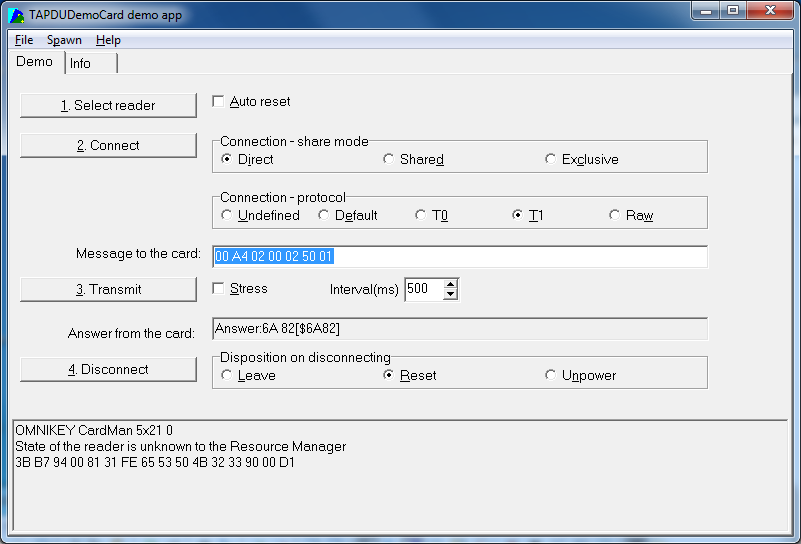 TAPDUDemoCard demo app
File Spawn Help
Demo Info
1. Select reader
Auto reset
2. Connect
Connection - share mode
Direct Shared Exclusive
Connection - protocol
Undefined Default T0 T1 Raw
Message to the card: 00 A4 02 00 02 50 01
3. Transmit Stress Interval(ms) 500
Answer from the card: Answer:6A 82[$6A82]
4. Disconnect
Disposition on disconnecting
Leave Reset Unpower
OMNIKEY CardMan 5x21 0
State of the reader is unknown to the Resource Manager
3B B7 94 00 81 31 FE 65 53 50 4B 32 33 90 00 D1